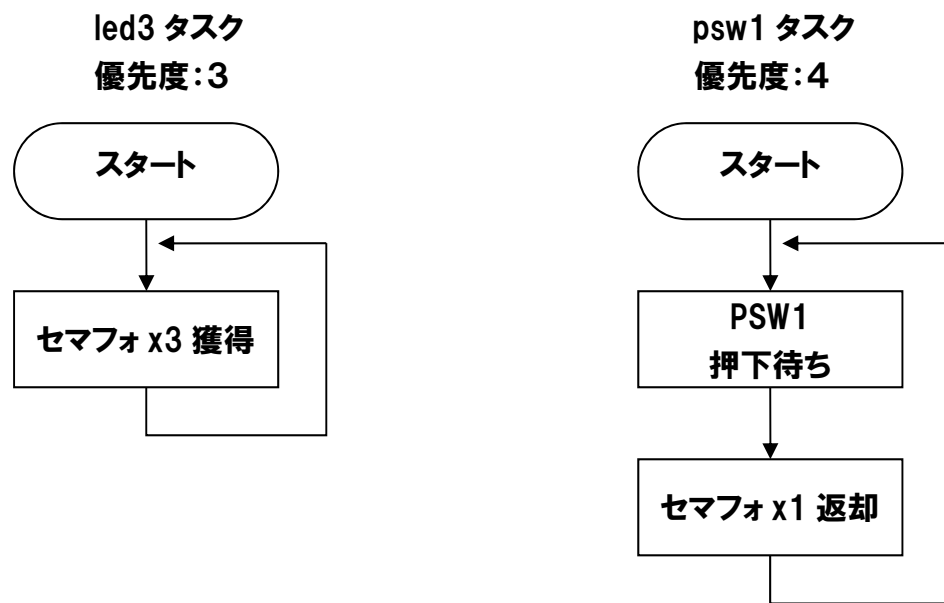 led3 タスク
優先度：3
スタート
セマフォ x3 獲得
psw1 タスク
優先度：4
スタート
PSW1
押下待ち
セマフォ x1 返却